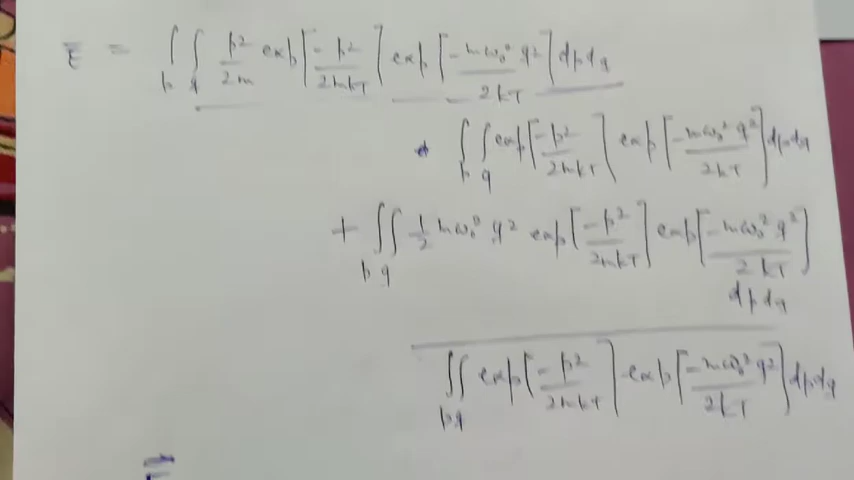 Ē = ∫p ∫q p²/2m exp[-p²/2mkT] exp[-mω₀²q²/2kT] dp dq
∫p ∫q exp[-p²/2mkT] exp[-mω₀²q²/2kT] dp dq
+ ∫∫p q 1/2 mω₀² q² exp[-p²/2mkT] exp[-mω₀²q²/2kT]
dp dq
∫∫p q exp[-p²/2mkT] exp[-mω₀²q²/2kT] dp dq